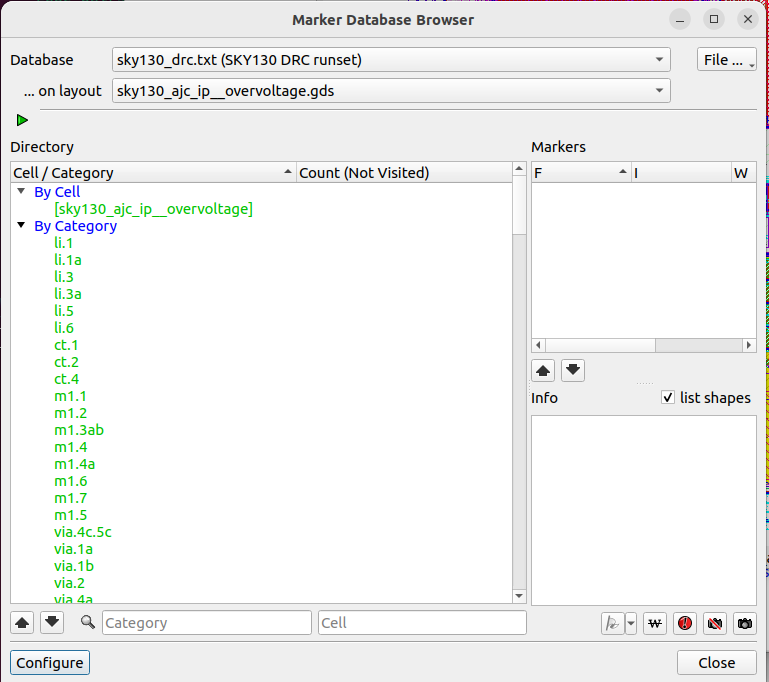 Marker Database Browser
Database
sky130_drc.txt (SKY130 DRC runset)
File ...
... on layout
sky130_ajc_ip__overvoltage.gds
Directory
Markers
Cell / Category
Count (Not Visited)
F
I
W
By Cell
[sky130_ajc_ip__overvoltage]
By Category
li.1
li.1a
li.3
li.3a
li.5
li.6
ct.1
ct.2
ct.4
m1.1
m1.2
m1.3ab
m1.4
m1.4a
m1.6
m1.7
m1.5
via.4c.5c
via.1a
via.1b
via.2
via.4a
Info
list shapes
Category
Cell
W
Configure
Close